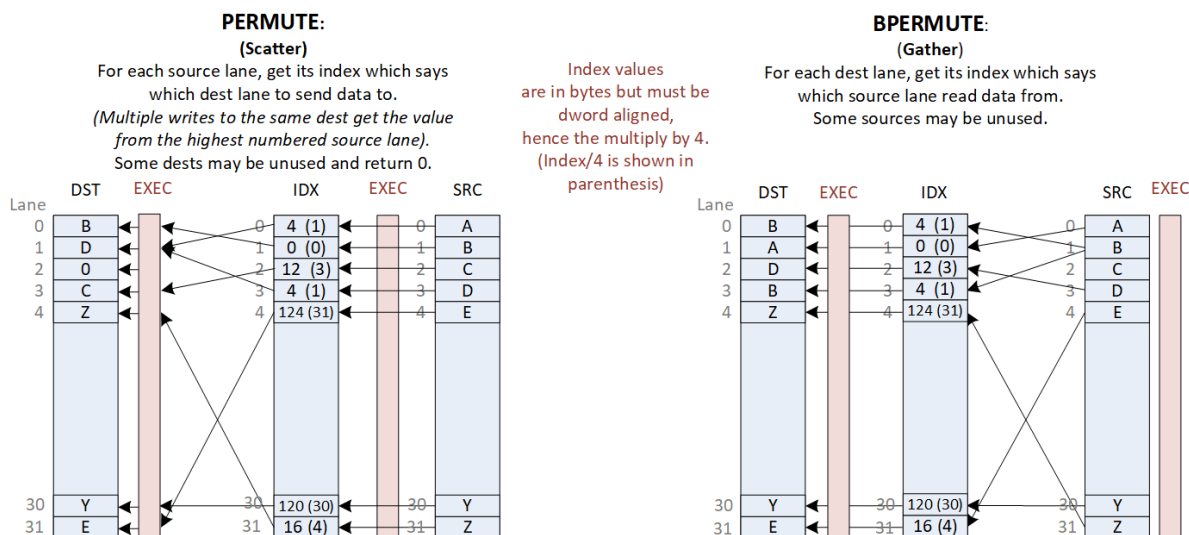 PERMUTE:
(Scatter)
For each source lane, get its index which says
which dest lane to send data to.
(Multiple writes to the same dest get the value
from the highest numbered source lane).
Some dests may be unused and return 0.
Index values
are in bytes but must be
dword aligned,
hence the multiply by 4.
(Index/4 is shown in
parenthesis)
BPERMUTE:
(Gather)
For each dest lane, get its index which says
which source lane read data from.
Some sources may be unused.
DST EXEC IDX EXEC SRC
Lane
0 B 0 4 (1) 0 A
1 D 1 0 (0) 1 B
2 0 2 12 (3) 2 C
3 C 3 4 (1) 3 D
4 Z 4 124 (31) 4 E
30 Y 30 120 (30) 30 Y
31 E 31 16 (4) 31 Z
DST EXEC IDX SRC EXEC
Lane
0 B 0 4 (1) 0 A
1 A 1 0 (0) 1 B
2 D 2 12 (3) 2 C
3 B 3 4 (1) 3 D
4 Z 4 124 (31) 4 E
30 Y 30 120 (30) 30 Y
31 E 31 16 (4) 31 Z